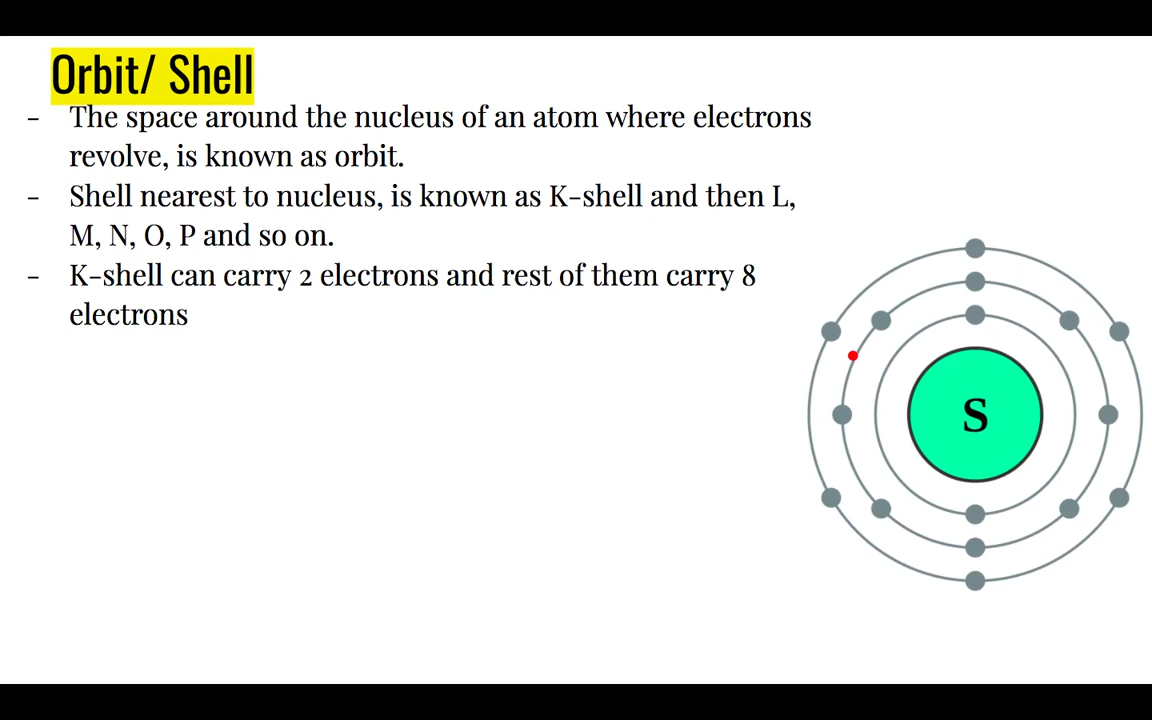 Orbit/ Shell
- The space around the nucleus of an atom where electrons
revolve, is known as orbit.
- Shell nearest to nucleus, is known as K-shell and then L,
M, N, O, P and so on.
- K-shell can carry 2 electrons and rest of them carry 8
electrons
S